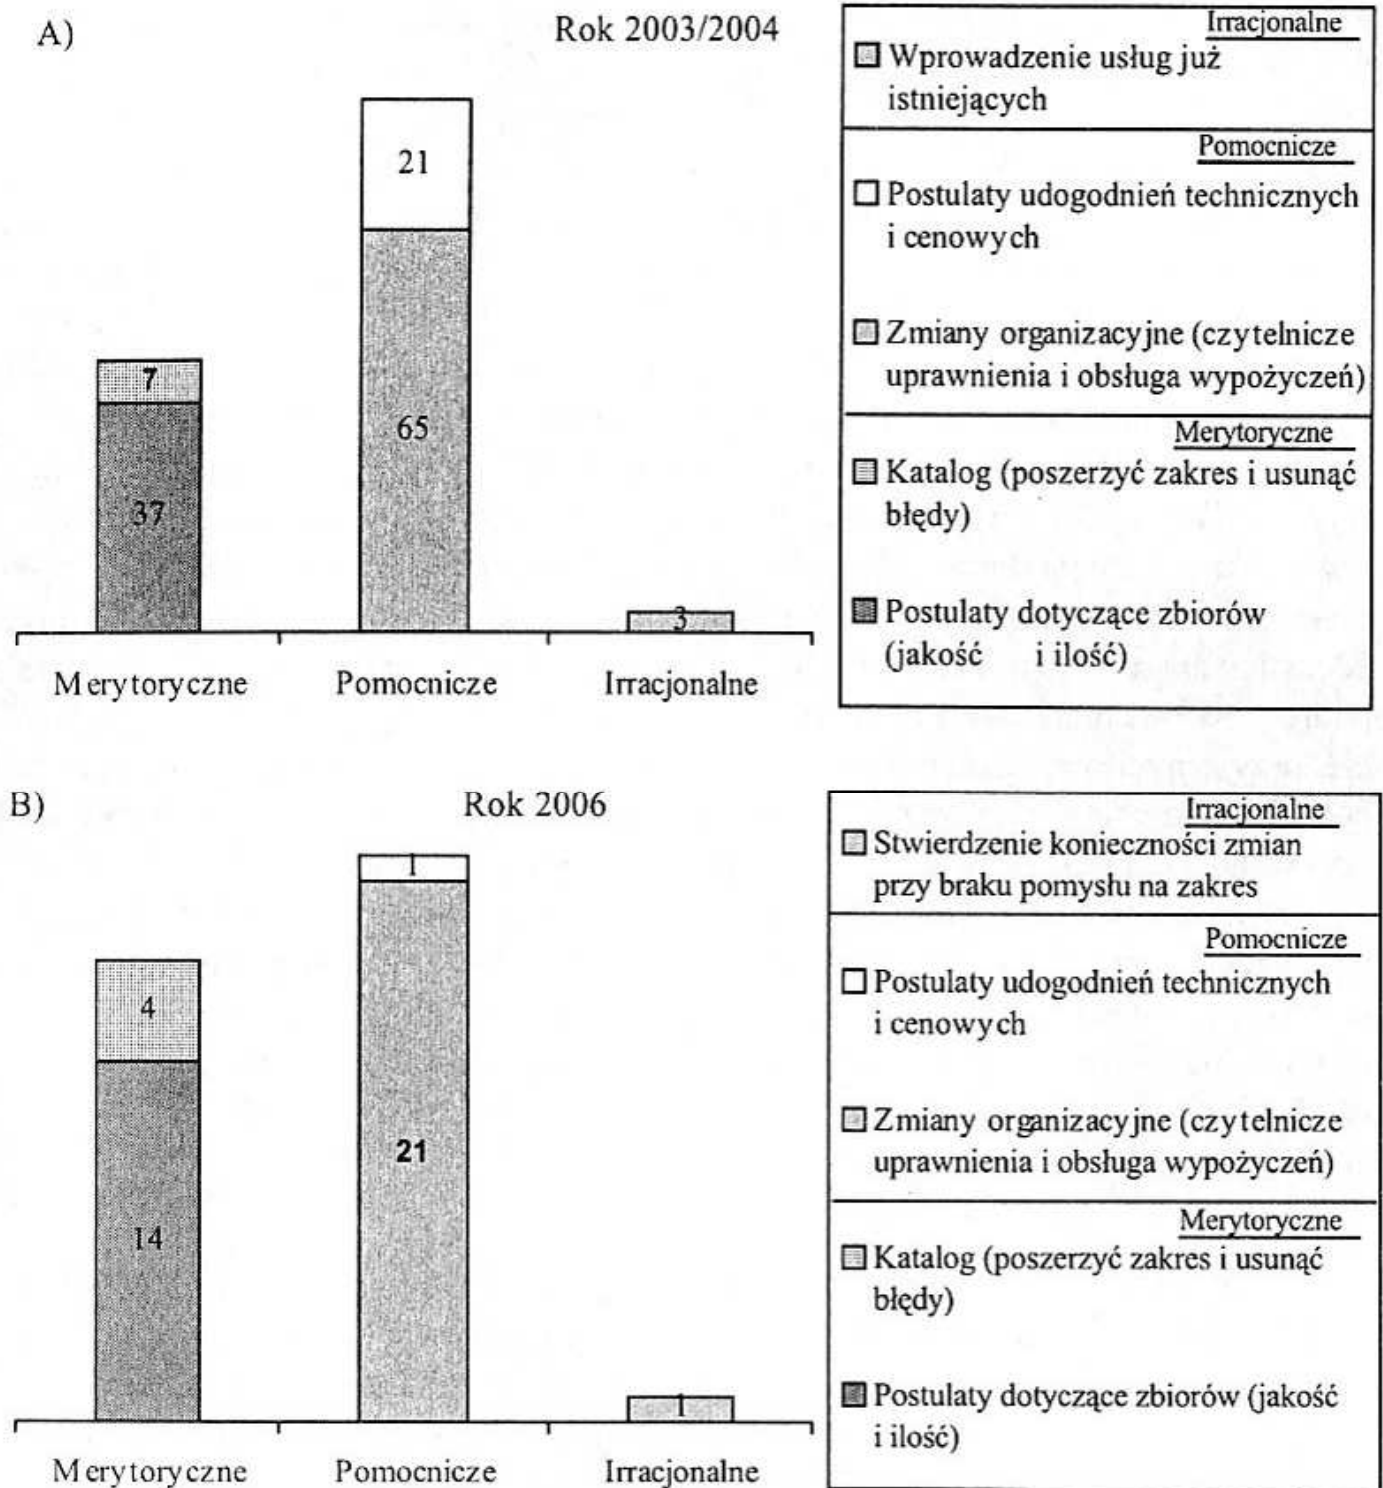 A)
Rok 2003/2004
21
7
65
37
3
Merytoryczne
Pomocnicze
Irracjonalne
Irracjonalne
Wprowadzenie usług już
istniejących
Pomocnicze
Postulaty udogodnień technicznych
i cenowych
Zmiany organizacyjne (czytelnicze
uprawnienia i obsługa wypożyczeń)
Merytoryczne
Katalog (poszerzyć zakres i usunąć
błędy)
Postulaty dotyczące zbiorów
(jakość i ilość)
B)
Rok 2006
1
4
21
14
1
Merytoryczne
Pomocnicze
Irracjonalne
Irracjonalne
Stwierdzenie konieczności zmian
przy braku pomysłu na zakres
Pomocnicze
Postulaty udogodnień technicznych
i cenowych
Zmiany organizacyjne (czytelnicze
uprawnienia i obsługa wypożyczeń)
Merytoryczne
Katalog (poszerzyć zakres i usunąć
błędy)
Postulaty dotyczące zbiorów (jakość
i ilość)